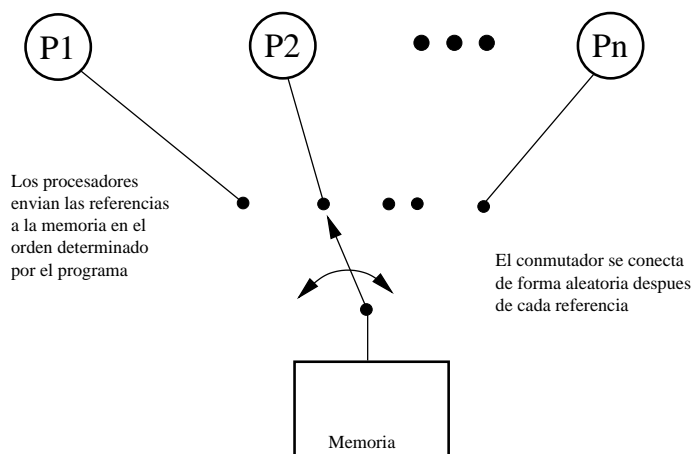 P1
P2
Pn
Los procesadores
envian las referencias
a la memoria en el
orden determinado
por el programa
El conmutador se conecta
de forma aleatoria despues
de cada referencia
Memoria